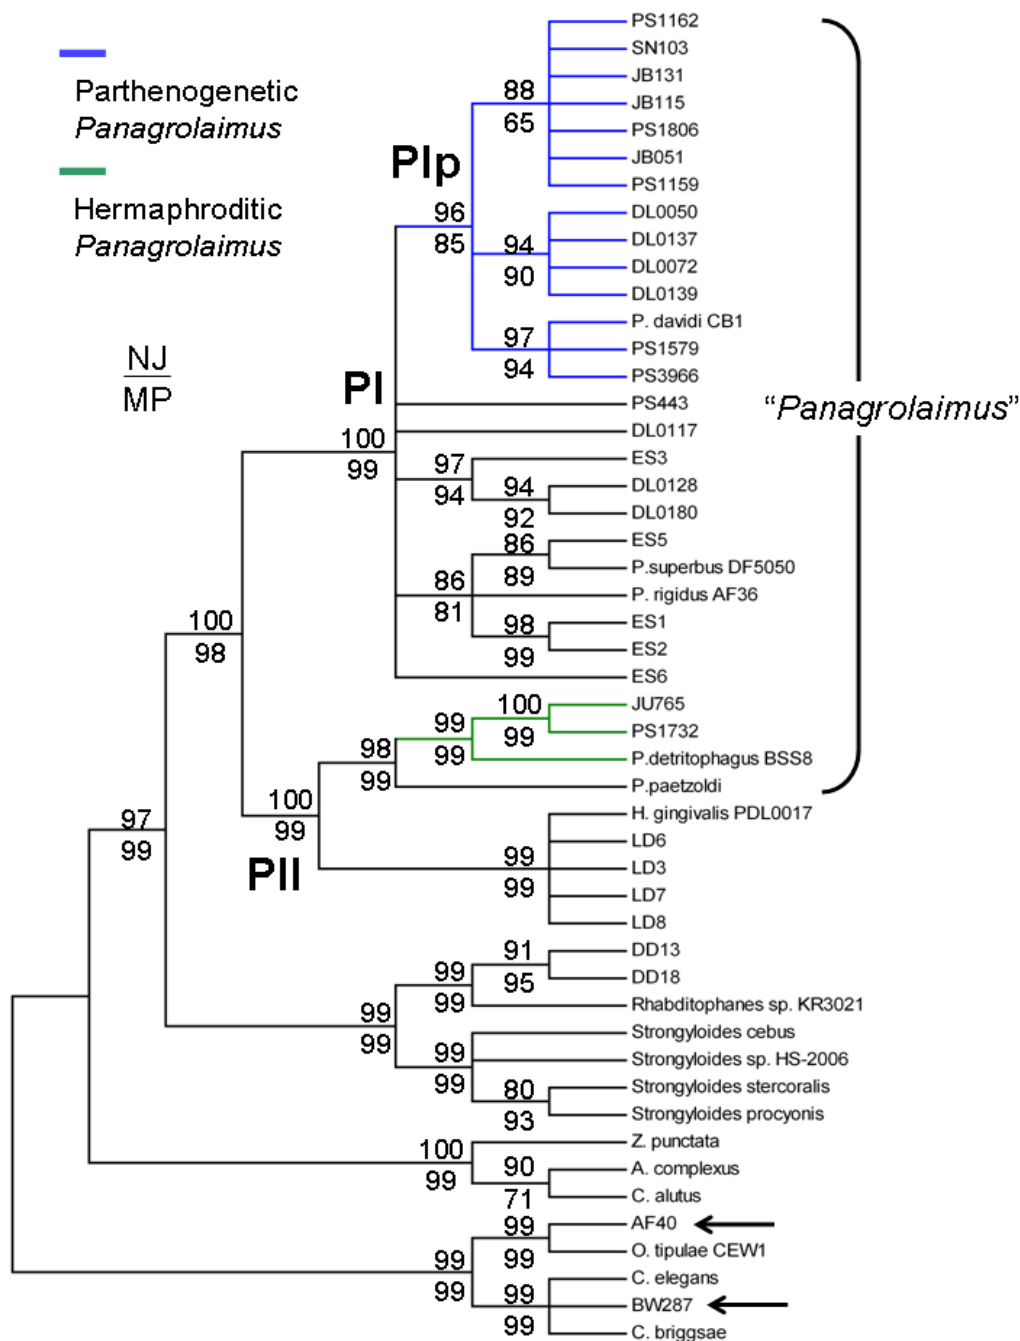 Parthenogenetic
Panagrolaimus
Hermaphroditic
Panagrolaimus
NJ
MP
PIp
PI
PII
"Panagrolaimus"
88
65
96
85
94
90
97
94
100
99
97
94
94
92
86
89
86
81
98
99
100
98
100
99
99
99
98
99
100
99
99
99
97
99
91
95
99
99
99
99
99
99
80
93
100
99
90
71
99
99
99
99
99
99
PS1162
SN103
JB131
JB115
PS1806
JB051
PS1159
DL0050
DL0137
DL0072
DL0139
P. davidi CB1
PS1579
PS3966
PS443
DL0117
ES3
DL0128
DL0180
ES5
P.superbus DF5050
P. rigidus AF36
ES1
ES2
ES6
JU765
PS1732
P.detritophagus BSS8
P.paetzoldi
H. gingivalis PDL0017
LD6
LD3
LD7
LD8
DD13
DD18
Rhabditophanes sp. KR3021
Strongyloides cebus
Strongyloides sp. HS-2006
Strongyloides stercoralis
Strongyloides procyonis
Z. punctata
A. complexus
C. alutus
AF40
O. tipulae CEW1
C. elegans
BW287
C. briggsae